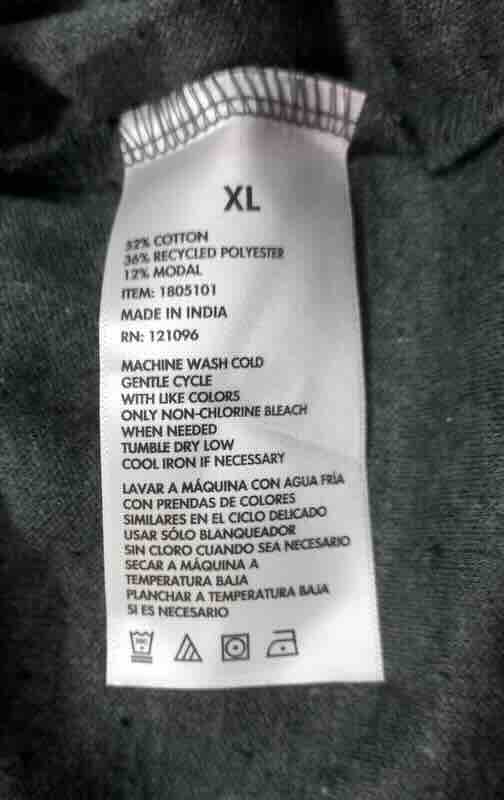 XL
52% COTTON
36% RECYCLED POLYESTER
12% MODAL
ITEM: 1805101
MADE IN INDIA
RN: 121096
MACHINE WASH COLD
GENTLE CYCLE
WITH LIKE COLORS
ONLY NON-CHLORINE BLEACH
WHEN NEEDED
TUMBLE DRY LOW
COOL IRON IF NECESSARY
LAVAR A MÁQUINA CON AGUA FRÍA
CON PRENDAS DE COLORES
SIMILARES EN EL CICLO DELICADO
USAR SÓLO BLANQUEADOR
SIN CLORO CUANDO SEA NECESARIO
SECAR A MÁQUINA A
TEMPERATURA BAJA
PLANCHAR A TEMPERATURA BAJA
SI ES NECESARIO